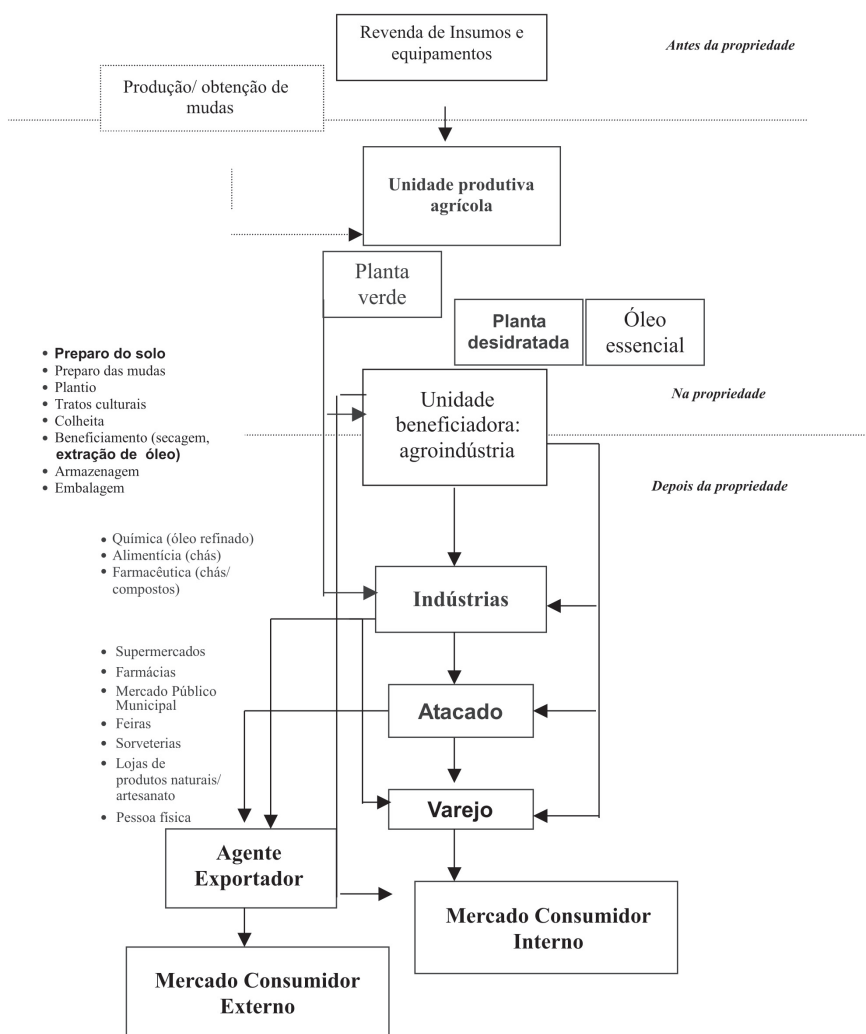 Revenda de Insumos e
equipamentos
Antes da propriedade
Produção/ obtenção de
mudas
Unidade produtiva
agrícola
Planta
verde
Planta
desidratada
Óleo
essencial
• Preparo do solo
• Preparo das mudas
• Plantio
• Tratos culturais
• Colheita
• Beneficiamento (secagem,
extração de óleo)
• Armazenagem
• Embalagem
Unidade
beneficiadora:
agroindústria
Na propriedade
Depois da propriedade
• Química (óleo refinado)
• Alimentícia (chás)
• Farmacêutica (chás/
compostos)
Indústrias
• Supermercados
• Farmácias
• Mercado Público
Municipal
• Feiras
• Sorveterias
• Lojas de
produtos naturais/
artesanato
• Pessoa física
Atacado
Varejo
Agente
Exportador
Mercado Consumidor
Interno
Mercado Consumidor
Externo